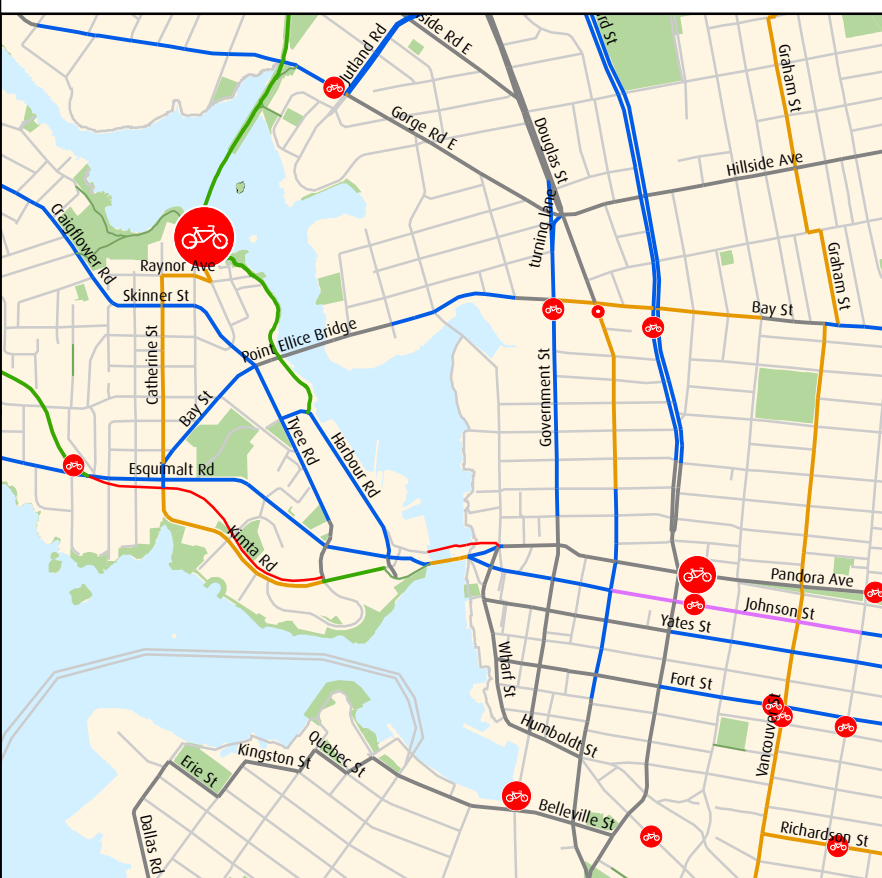 side Rd E
Jutland Rd
rd St
Graham St
Gorge Rd E
Douglas St
Hillside Ave
Craigflower Rd
turning lane
Raynor Ave
Graham St
Skinner St
Bay St
Point Ellice Bridge
Catherine St
Government St
Bay St
Tyee Rd
Harbour Rd
Esquimalt Rd
Kimta Rd
Pandora Ave
Johnson St
Yates St
Wharf St
Fort St
Vancouver St
Humboldt St
Quebec St
Kingston St
Erie St
Belleville St
Dallas Rd
Richardson St